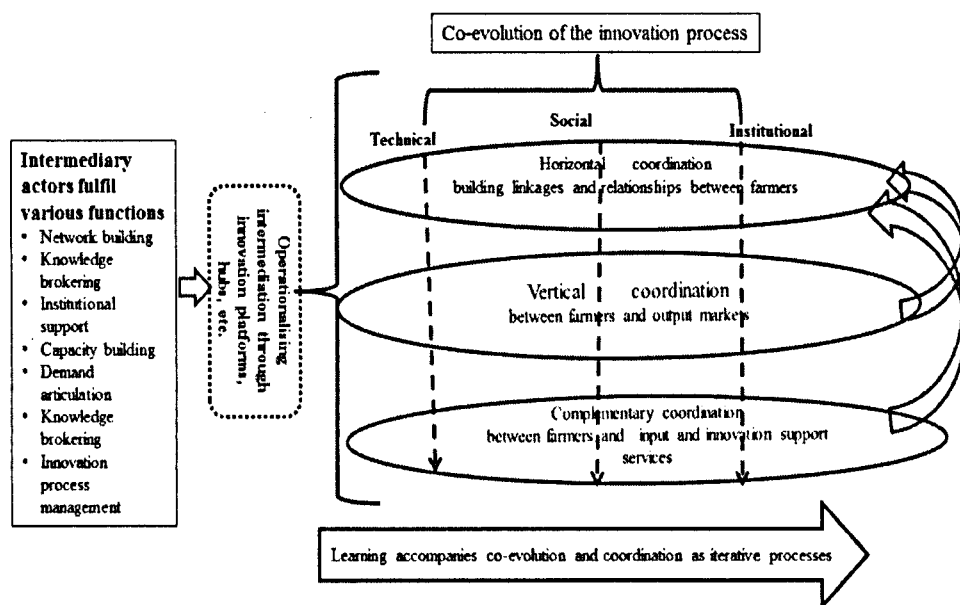 Co-evolution of the innovation process
Technical
Social
Institutional
Intermediary
actors fulfil
various functions
• Network building
• Knowledge
brokering
• Institutional
support
• Capacity building
• Demand
articulation
• Knowledge
brokering
• Innovation
process
management
Operationalising
intermediation through
innovation platforms,
hubs, etc.
Horizontal coordination
building linkages and relationships between farmers
Vertical coordination
between farmers and output markets
Complementary coordination
between farmers and input and innovation support
services
Learning accompanies co-evolution and coordination as iterative processes